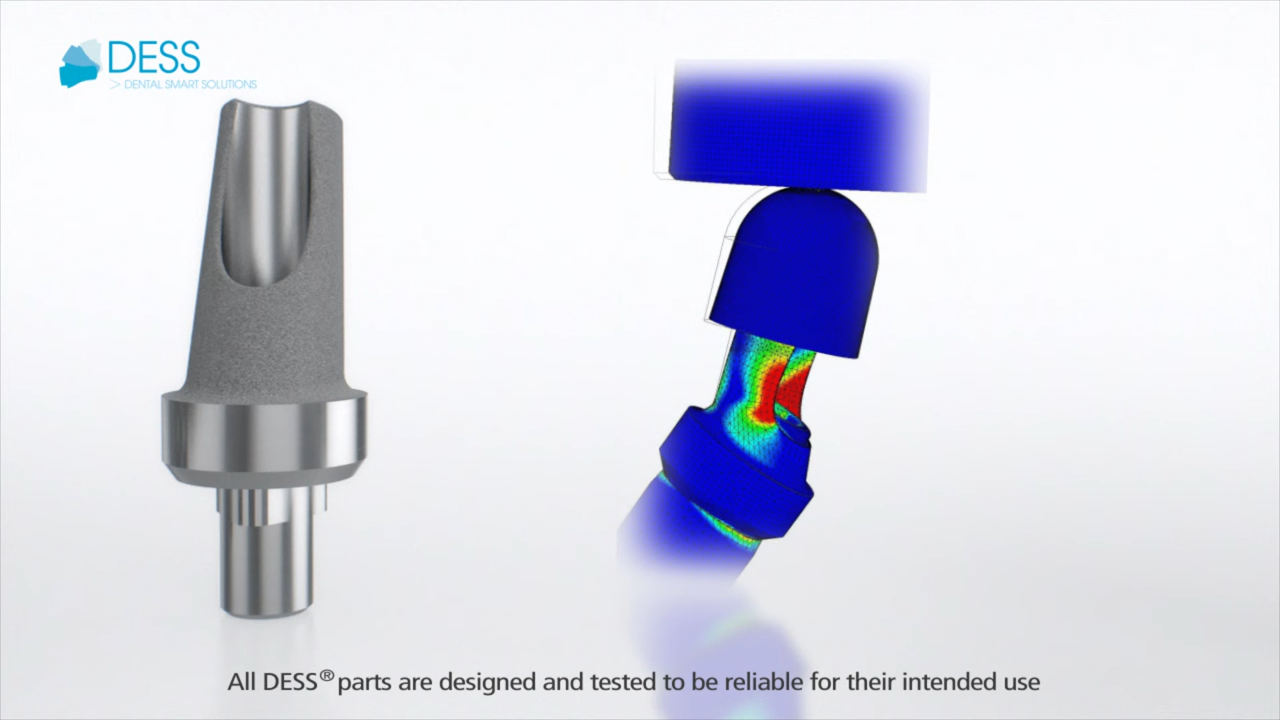 DESS
> DENTAL SMART SOLUTIONS
All DESS® parts are designed and tested to be reliable for their intended use